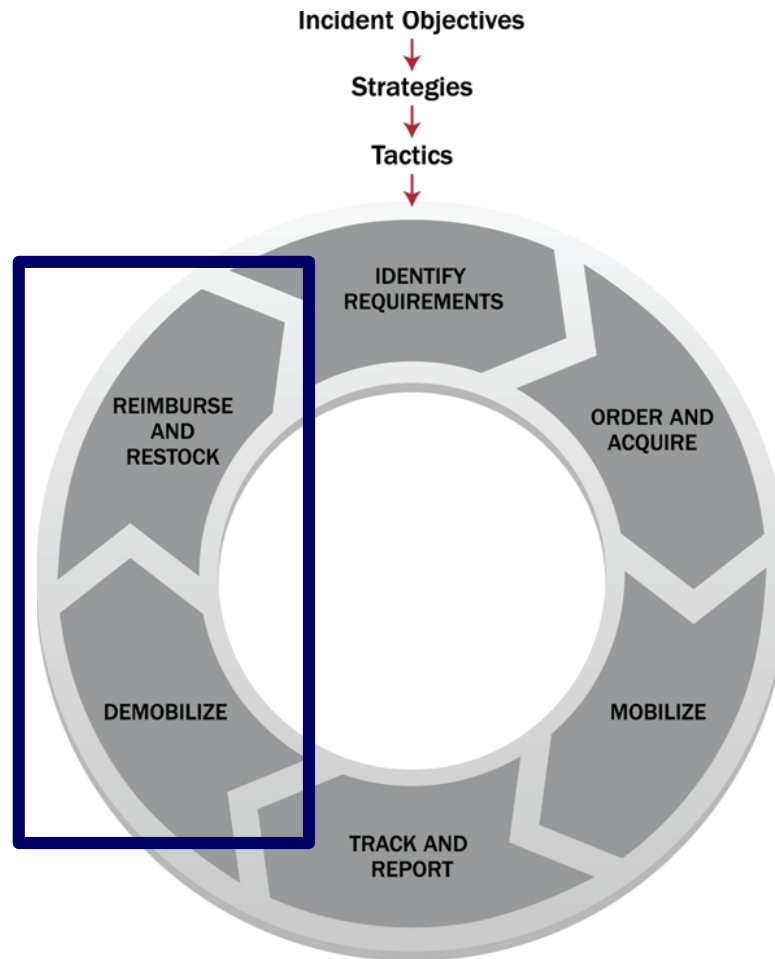 Incident Objectives
Strategies
Tactics
IDENTIFY
REQUIREMENTS
ORDER AND
ACQUIRE
MOBILIZE
TRACK AND
REPORT
DEMOBILIZE
REIMBURSE
AND
RESTOCK